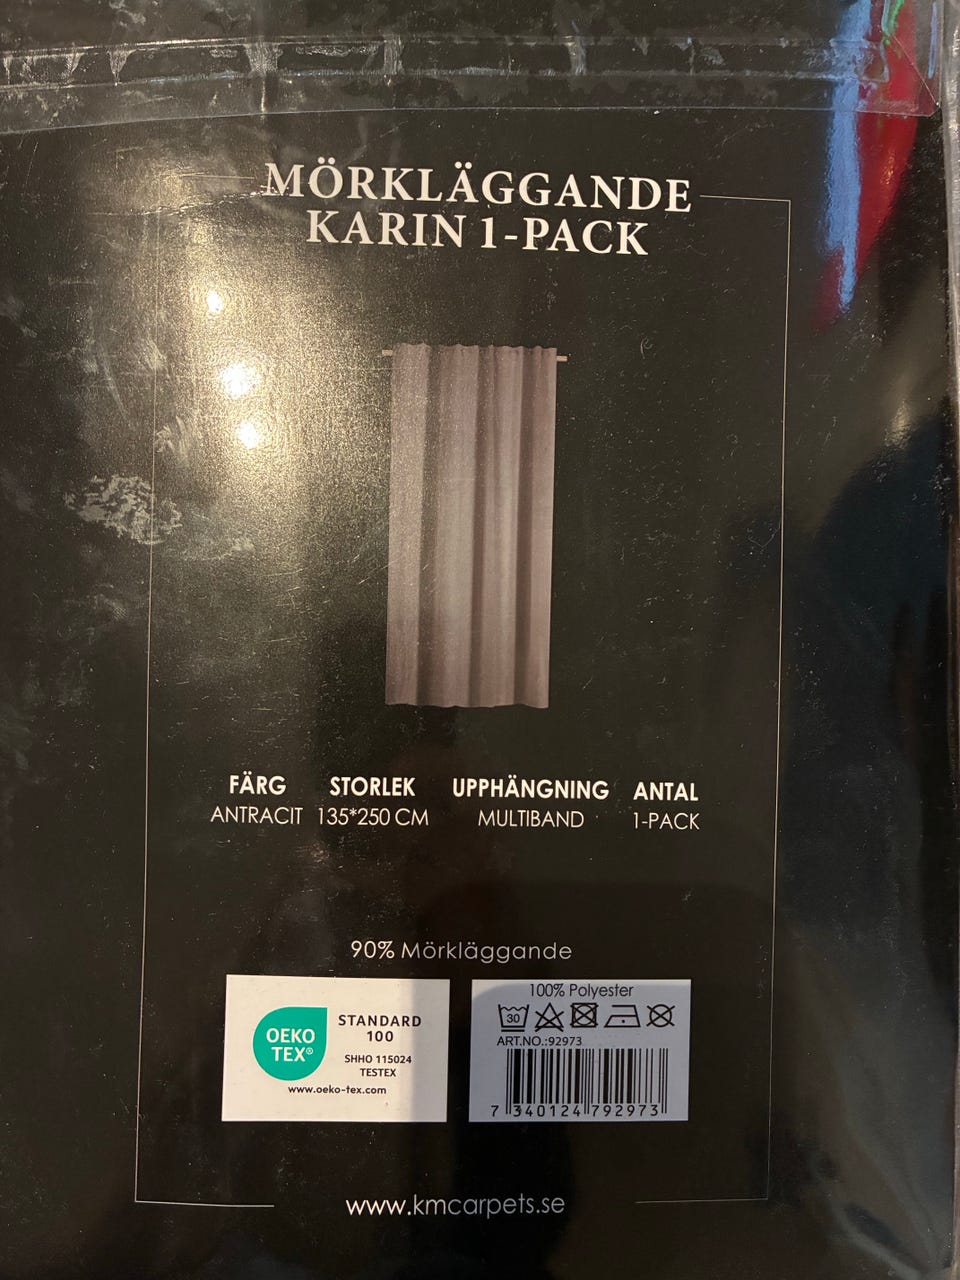 MÖRKLÄGGANDE
KARIN 1-PACK
FÄRG STORLEK UPPHÄNGNING ANTAL
ANTRACIT 135*250 CM MULTIBAND 1-PACK
90% Mörkläggande
OEKO
TEX®
STANDARD
100
SHHO 115024
TESTEX
www.oeko-tex.com
100% Polyester
30
ART.NO.:92973
7 340124 792973
www.kmcarpets.se